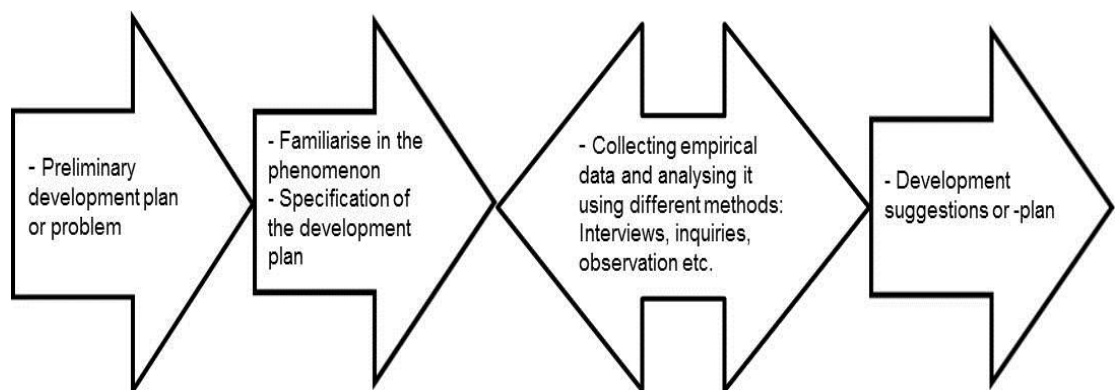 - Preliminary
development plan
or problem
- Familiarise in the
phenomenon
- Specification of
the development
plan
- Collecting empirical
data and analysing it
using different methods:
Interviews, inquiries,
observation etc.
- Development
suggestions or -plan